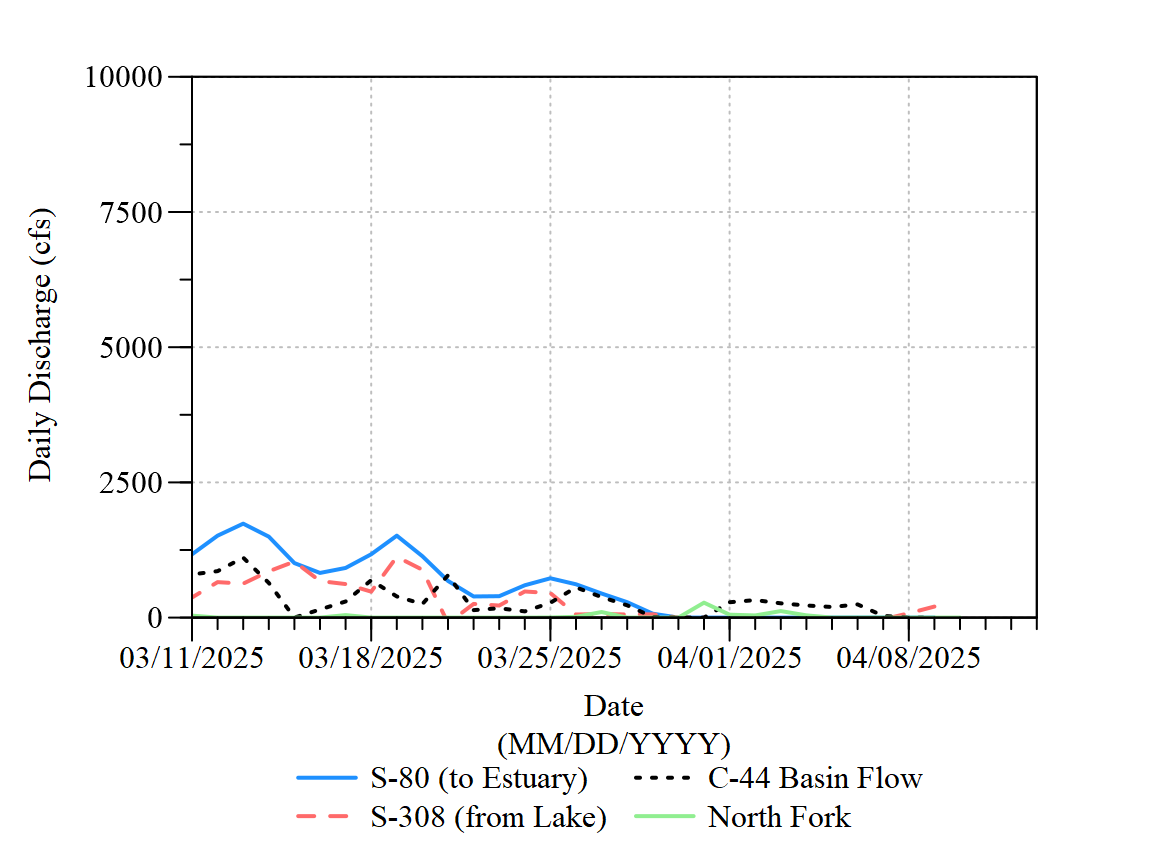 10000
7500
5000
2500
0
Daily Discharge (cfs)
03/11/2025 03/18/2025 03/25/2025 04/01/2025 04/08/2025
Date
(MM/DD/YYYY)
S-80 (to Estuary) C-44 Basin Flow
S-308 (from Lake) North Fork